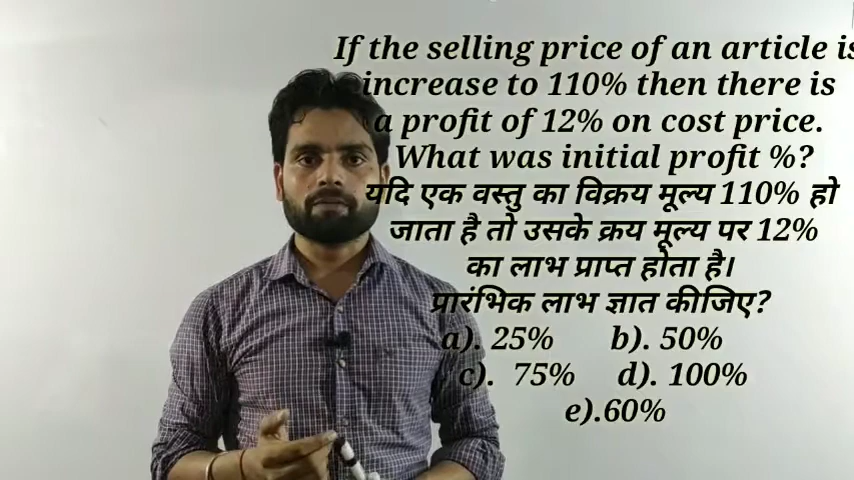 If the selling price of an article is
increase to 110% then there is
a profit of 12% on cost price.
What was initial profit %?
यदि एक वस्तु का विक्रय मूल्य 110% हो
जाता है तो उसके क्रय मूल्य पर 12%
का लाभ प्राप्त होता है।
प्रारंभिक लाभ ज्ञात कीजिए?
a). 25% b). 50%
c). 75% d). 100%
e).60%